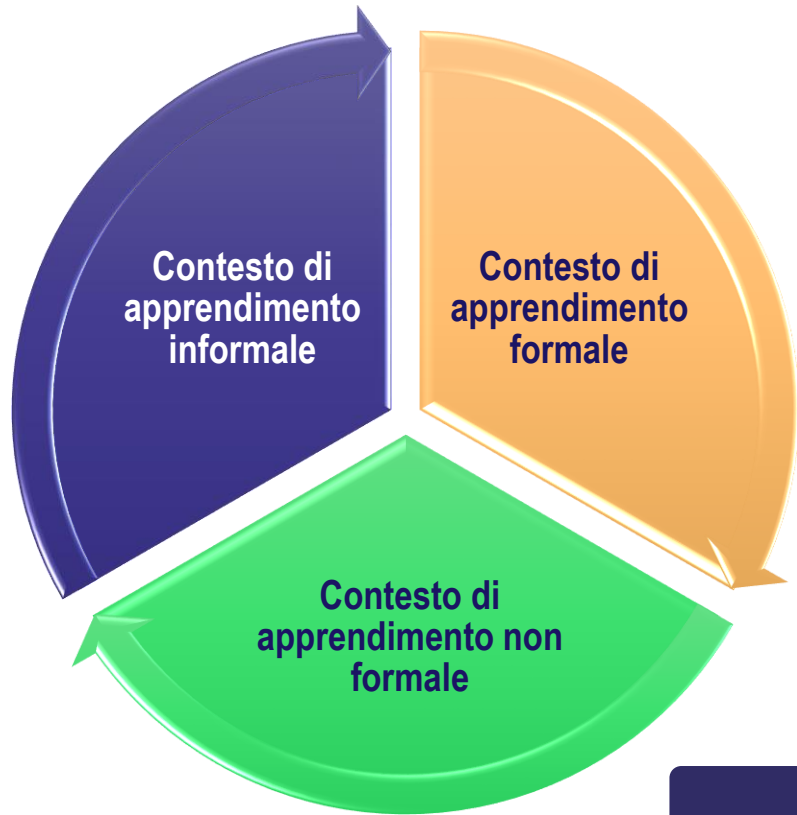 Contesto di
apprendimento
informale
Contesto di
apprendimento
formale
Contesto di
apprendimento non
formale